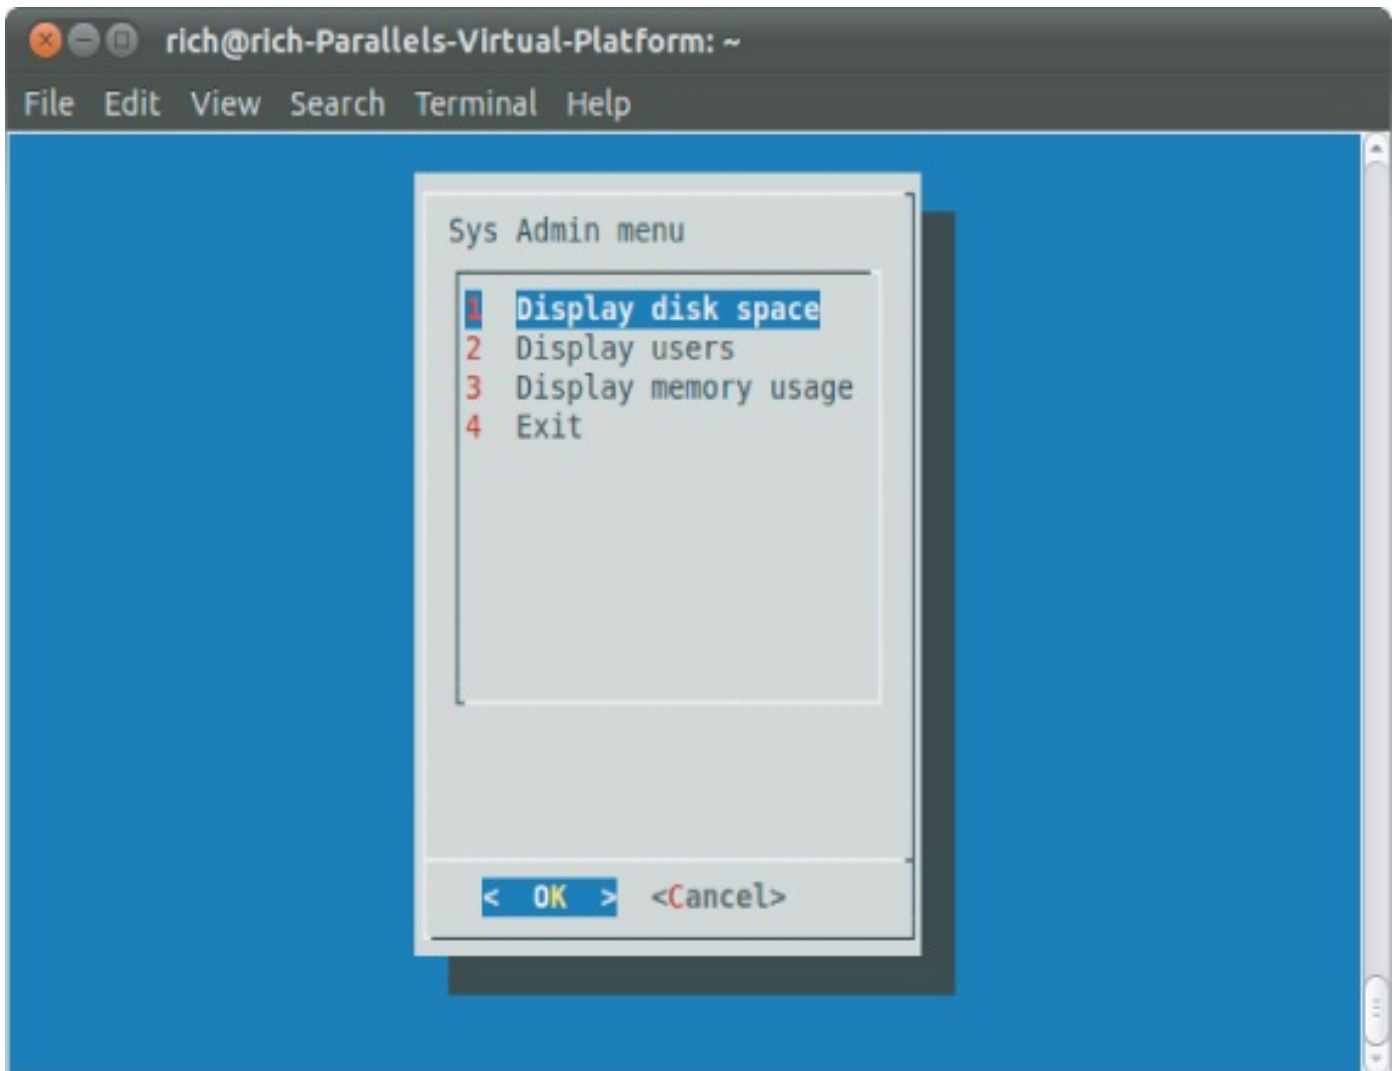 rich@rich-Parallels-Virtual-Platform: ~
File Edit View Search Terminal Help
Sys Admin menu
1 Display disk space
2 Display users
3 Display memory usage
4 Exit
< OK > <Cancel>